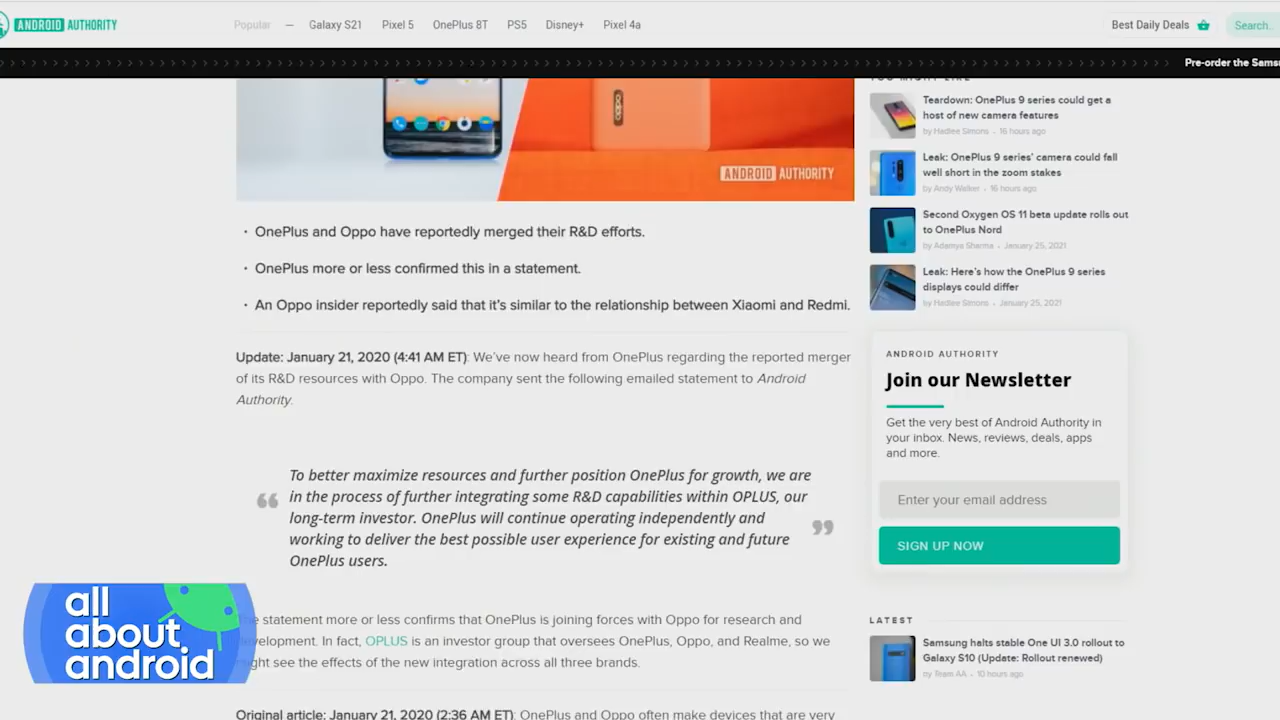 ANDROID AUTHORITY
Popular — Galaxy S21 Pixel 5 OnePlus 8T PS5 Disney+ Pixel 4a
Best Daily Deals
Search...
Pre-order the
oppo
ANDROID AUTHORITY
• OnePlus and Oppo have reportedly merged their R&D efforts.
• OnePlus more or less confirmed this in a statement.
• An Oppo insider reportedly said that it's similar to the relationship between Xiaomi and Redmi.
Update: January 21, 2020 (4:41 AM ET): We've now heard from OnePlus regarding the reported merger
of its R&D resources with Oppo. The company sent the following emailed statement to Android
Authority.
“ To better maximize resources and further position OnePlus for growth, we are
in the process of further integrating some R&D capabilities within OPLUS, our
long-term investor. OnePlus will continue operating independently and
working to deliver the best possible user experience for existing and future
OnePlus users. ”
statement more or less confirms that OnePlus is joining forces with Oppo for research and
development. In fact, OPLUS is an investor group that oversees OnePlus, Oppo, and Realme, so we
might see the effects of the new integration across all three brands.
Original article: January 21, 2020 (2:36 AM ET): OnePlus and Oppo often make devices that are very
YOU MIGHT LIKE
Teardown: OnePlus 9 series could get a
host of new camera features
by Hadlee Simons • 16 hours ago
Leak: OnePlus 9 series' camera could fall
well short in the zoom stakes
by Andy Walker • 16 hours ago
Second Oxygen OS 11 beta update rolls out
to OnePlus Nord
by Adamya Sharma • January 25, 2021
Leak: Here's how the OnePlus 9 series
displays could differ
by Hadlee Simons • January 25, 2021
ANDROID AUTHORITY
Join our Newsletter
Get the very best of Android Authority in
your inbox. News, reviews, deals, apps
and more.
Enter your email address
SIGN UP NOW
LATEST
Samsung halts stable One UI 3.0 rollout to
Galaxy S10 (Update: Rollout renewed)
by Team AA • 10 hours ago
all
about
android